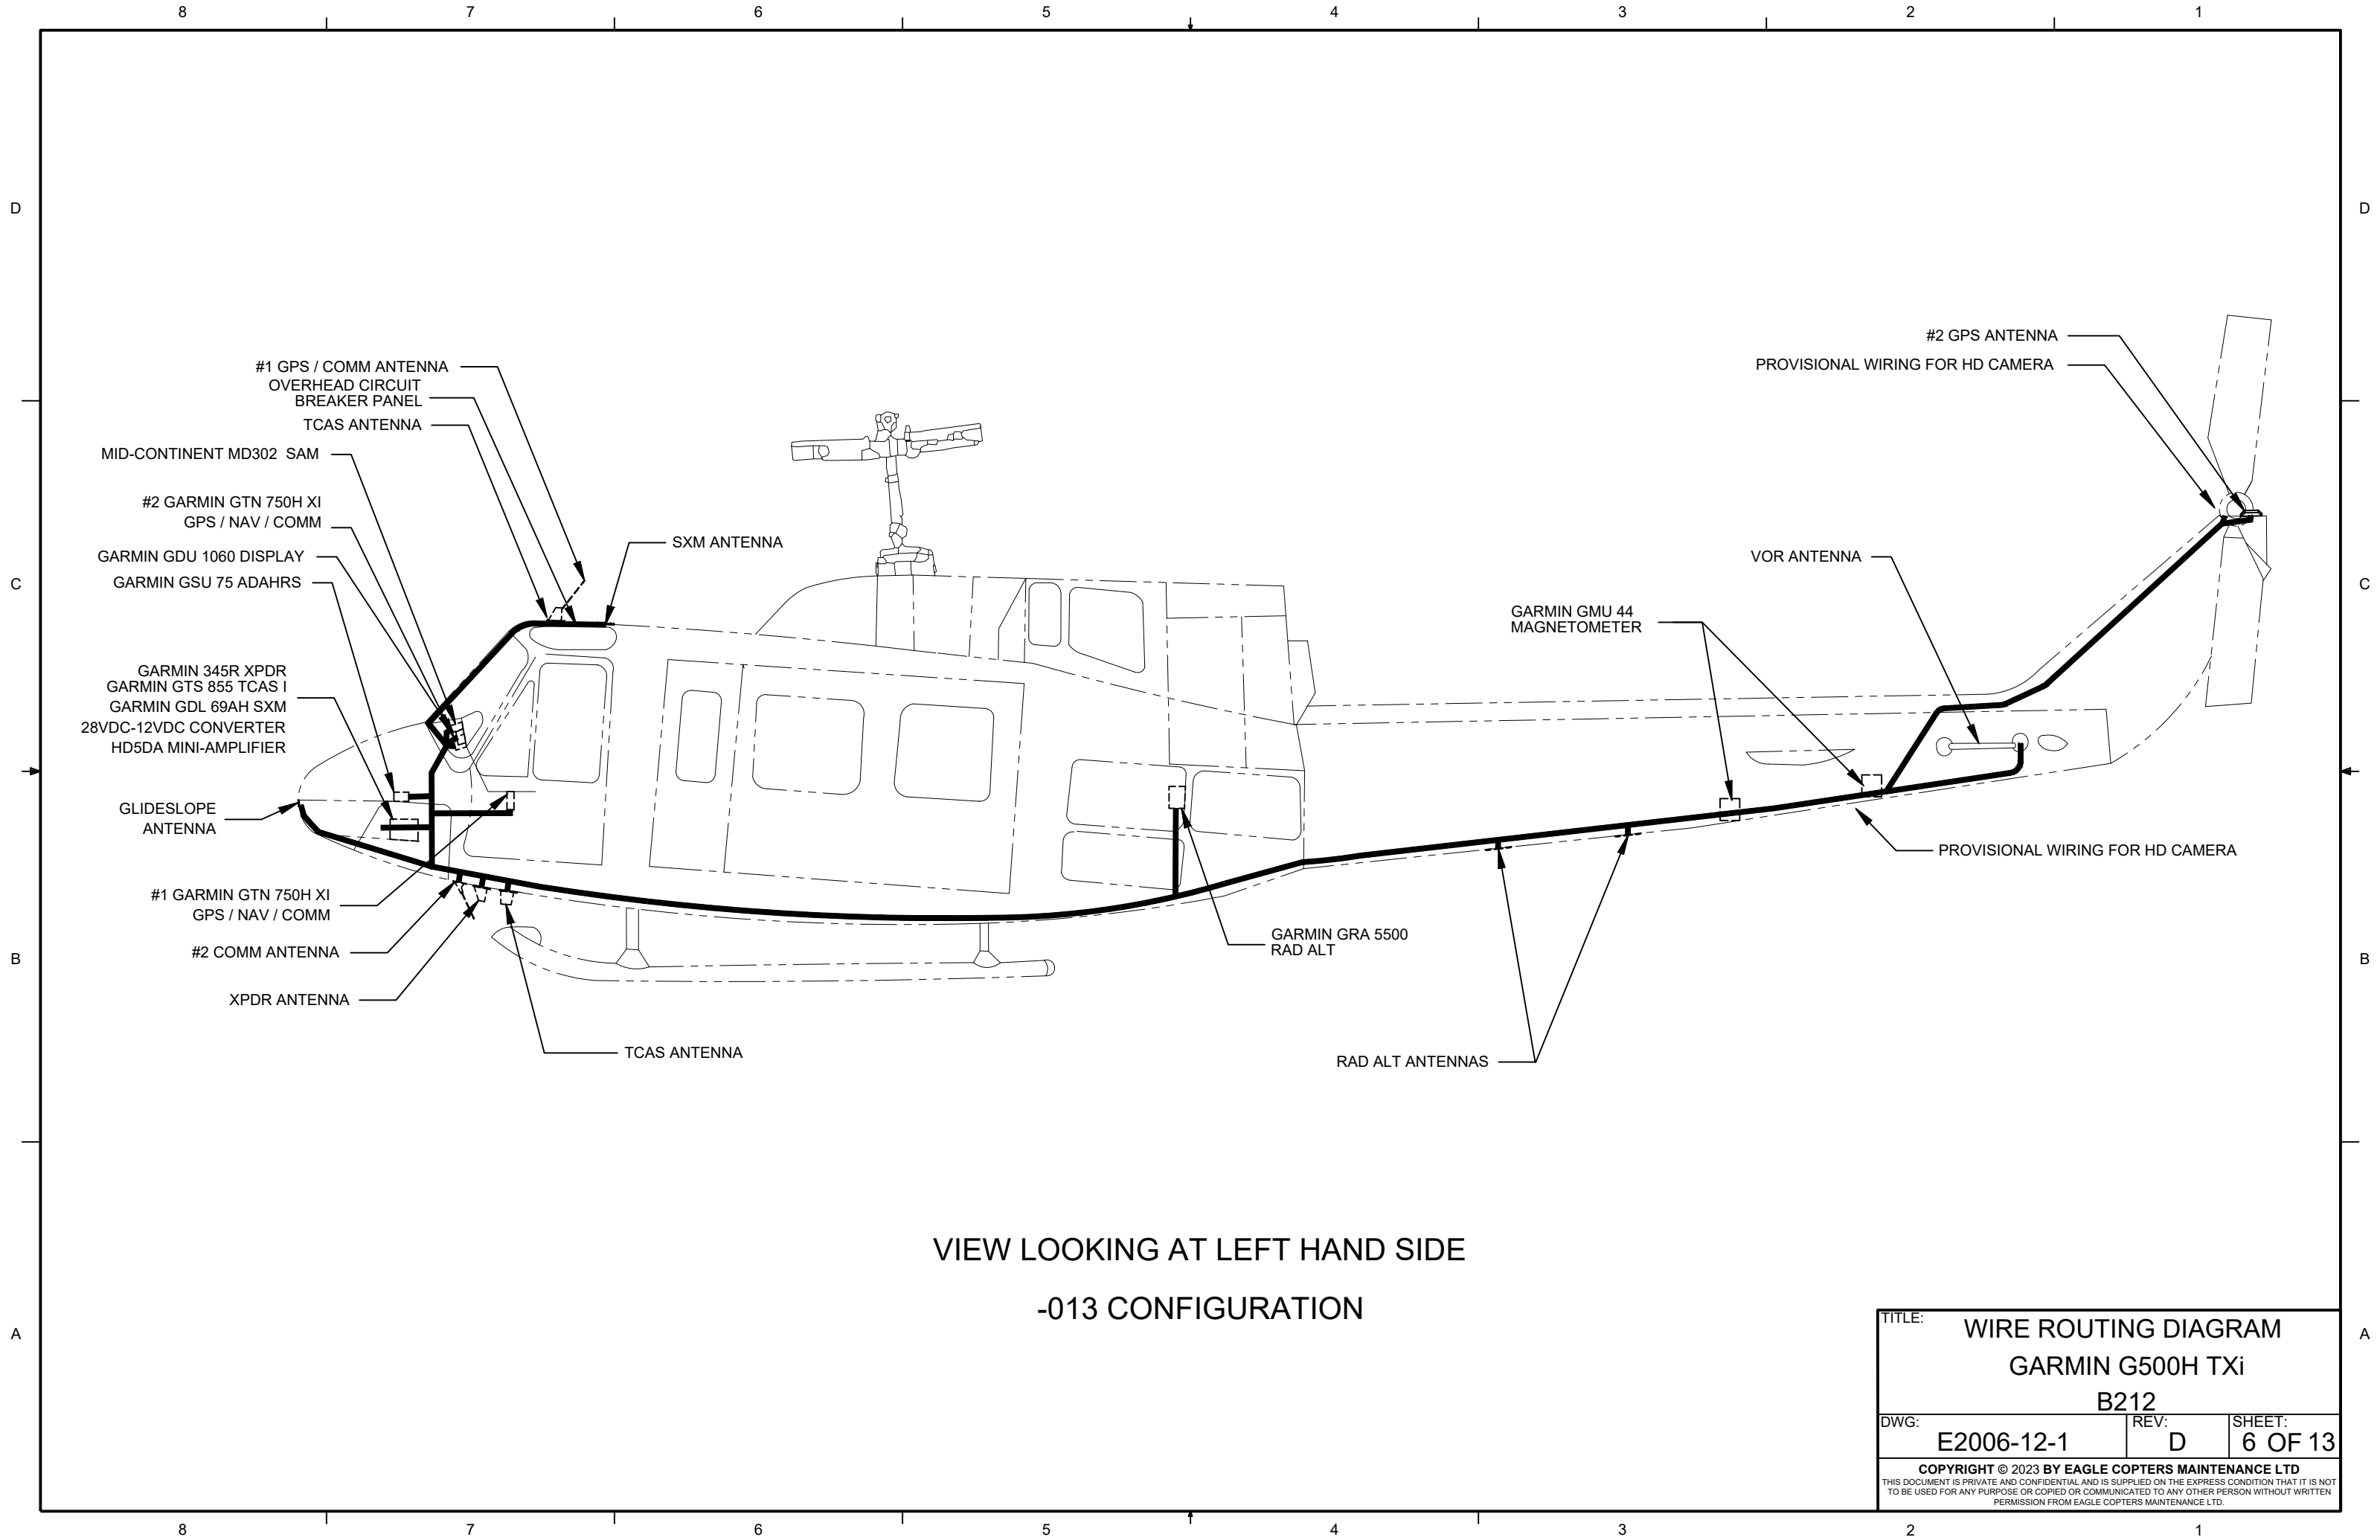 8 7 6 5 4 3 2 1
D D
#2 GPS ANTENNA
PROVISIONAL WIRING FOR HD CAMERA
#1 GPS / COMM ANTENNA
OVERHEAD CIRCUIT
BREAKER PANEL
TCAS ANTENNA
MID-CONTINENT MD302 SAM
#2 GARMIN GTN 750H XI
GPS / NAV / COMM
GARMIN GDU 1060 DISPLAY
GARMIN GSU 75 ADAHRS
SXM ANTENNA
VOR ANTENNA
C C
GARMIN GMU 44
MAGNETOMETER
GARMIN 345R XPDR
GARMIN GTS 855 TCAS I
GARMIN GDL 69AH SXM
28VDC-12VDC CONVERTER
HD5DA MINI-AMPLIFIER
GLIDESLOPE
ANTENNA
PROVISIONAL WIRING FOR HD CAMERA
#1 GARMIN GTN 750H XI
GPS / NAV / COMM
#2 COMM ANTENNA
GARMIN GRA 5500
RAD ALT
B B
XPDR ANTENNA
TCAS ANTENNA
RAD ALT ANTENNAS
VIEW LOOKING AT LEFT HAND SIDE
-013 CONFIGURATION
A A
TITLE:
WIRE ROUTING DIAGRAM
GARMIN G500H TXi
B212
DWG: REV: SHEET:
E2006-12-1 D 6 OF 13
COPYRIGHT © 2023 BY EAGLE COPTERS MAINTENANCE LTD
THIS DOCUMENT IS PRIVATE AND CONFIDENTIAL AND IS SUPPLIED ON THE EXPRESS CONDITION THAT IT IS NOT
TO BE USED FOR ANY PURPOSE OR COPIED OR COMMUNICATED TO ANY OTHER PERSON WITHOUT WRITTEN
PERMISSION FROM EAGLE COPTERS MAINTENANCE LTD.
8 7 6 5 4 3 2 1